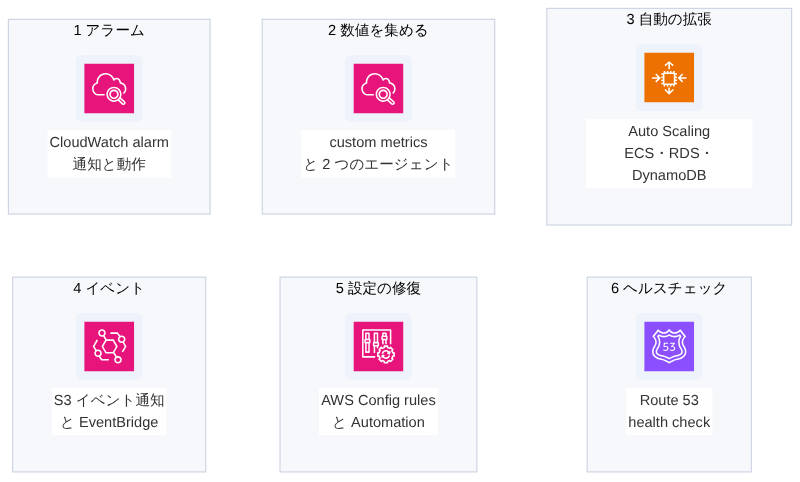 1 アラーム
CloudWatch alarm
通知と動作
2 数値を集める
custom metrics
と 2 つのエージェント
3 自動の拡張
Auto Scaling
ECS・RDS・
DynamoDB
4 イベント
S3 イベント通知
と EventBridge
5 設定の修復
AWS Config rules
と Automation
6 ヘルスチェック
53
Route 53
health check